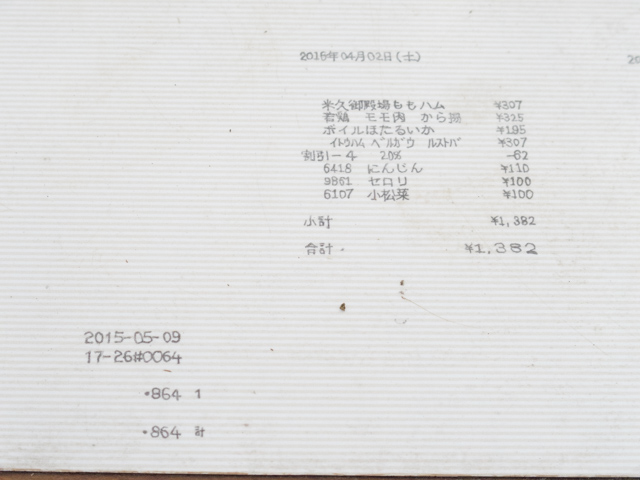 2015年04月02日(土)
20
米久御殿場ももハム ¥307
若鶏 モモ肉 から揚 ¥325
ボイルほたるいか ¥195
ｲﾄｳﾊﾑ ﾍﾞﾙｶﾞｳ ﾙｽﾄﾊﾞ ¥307
割引-4 20% -62
6418 にんじん ¥110
9861 セロリ ¥100
6107 小松菜 ¥100
小計 ¥1,382
合計 ¥1,382
2015-05-09
17-26#0064
•864 1
•864 計